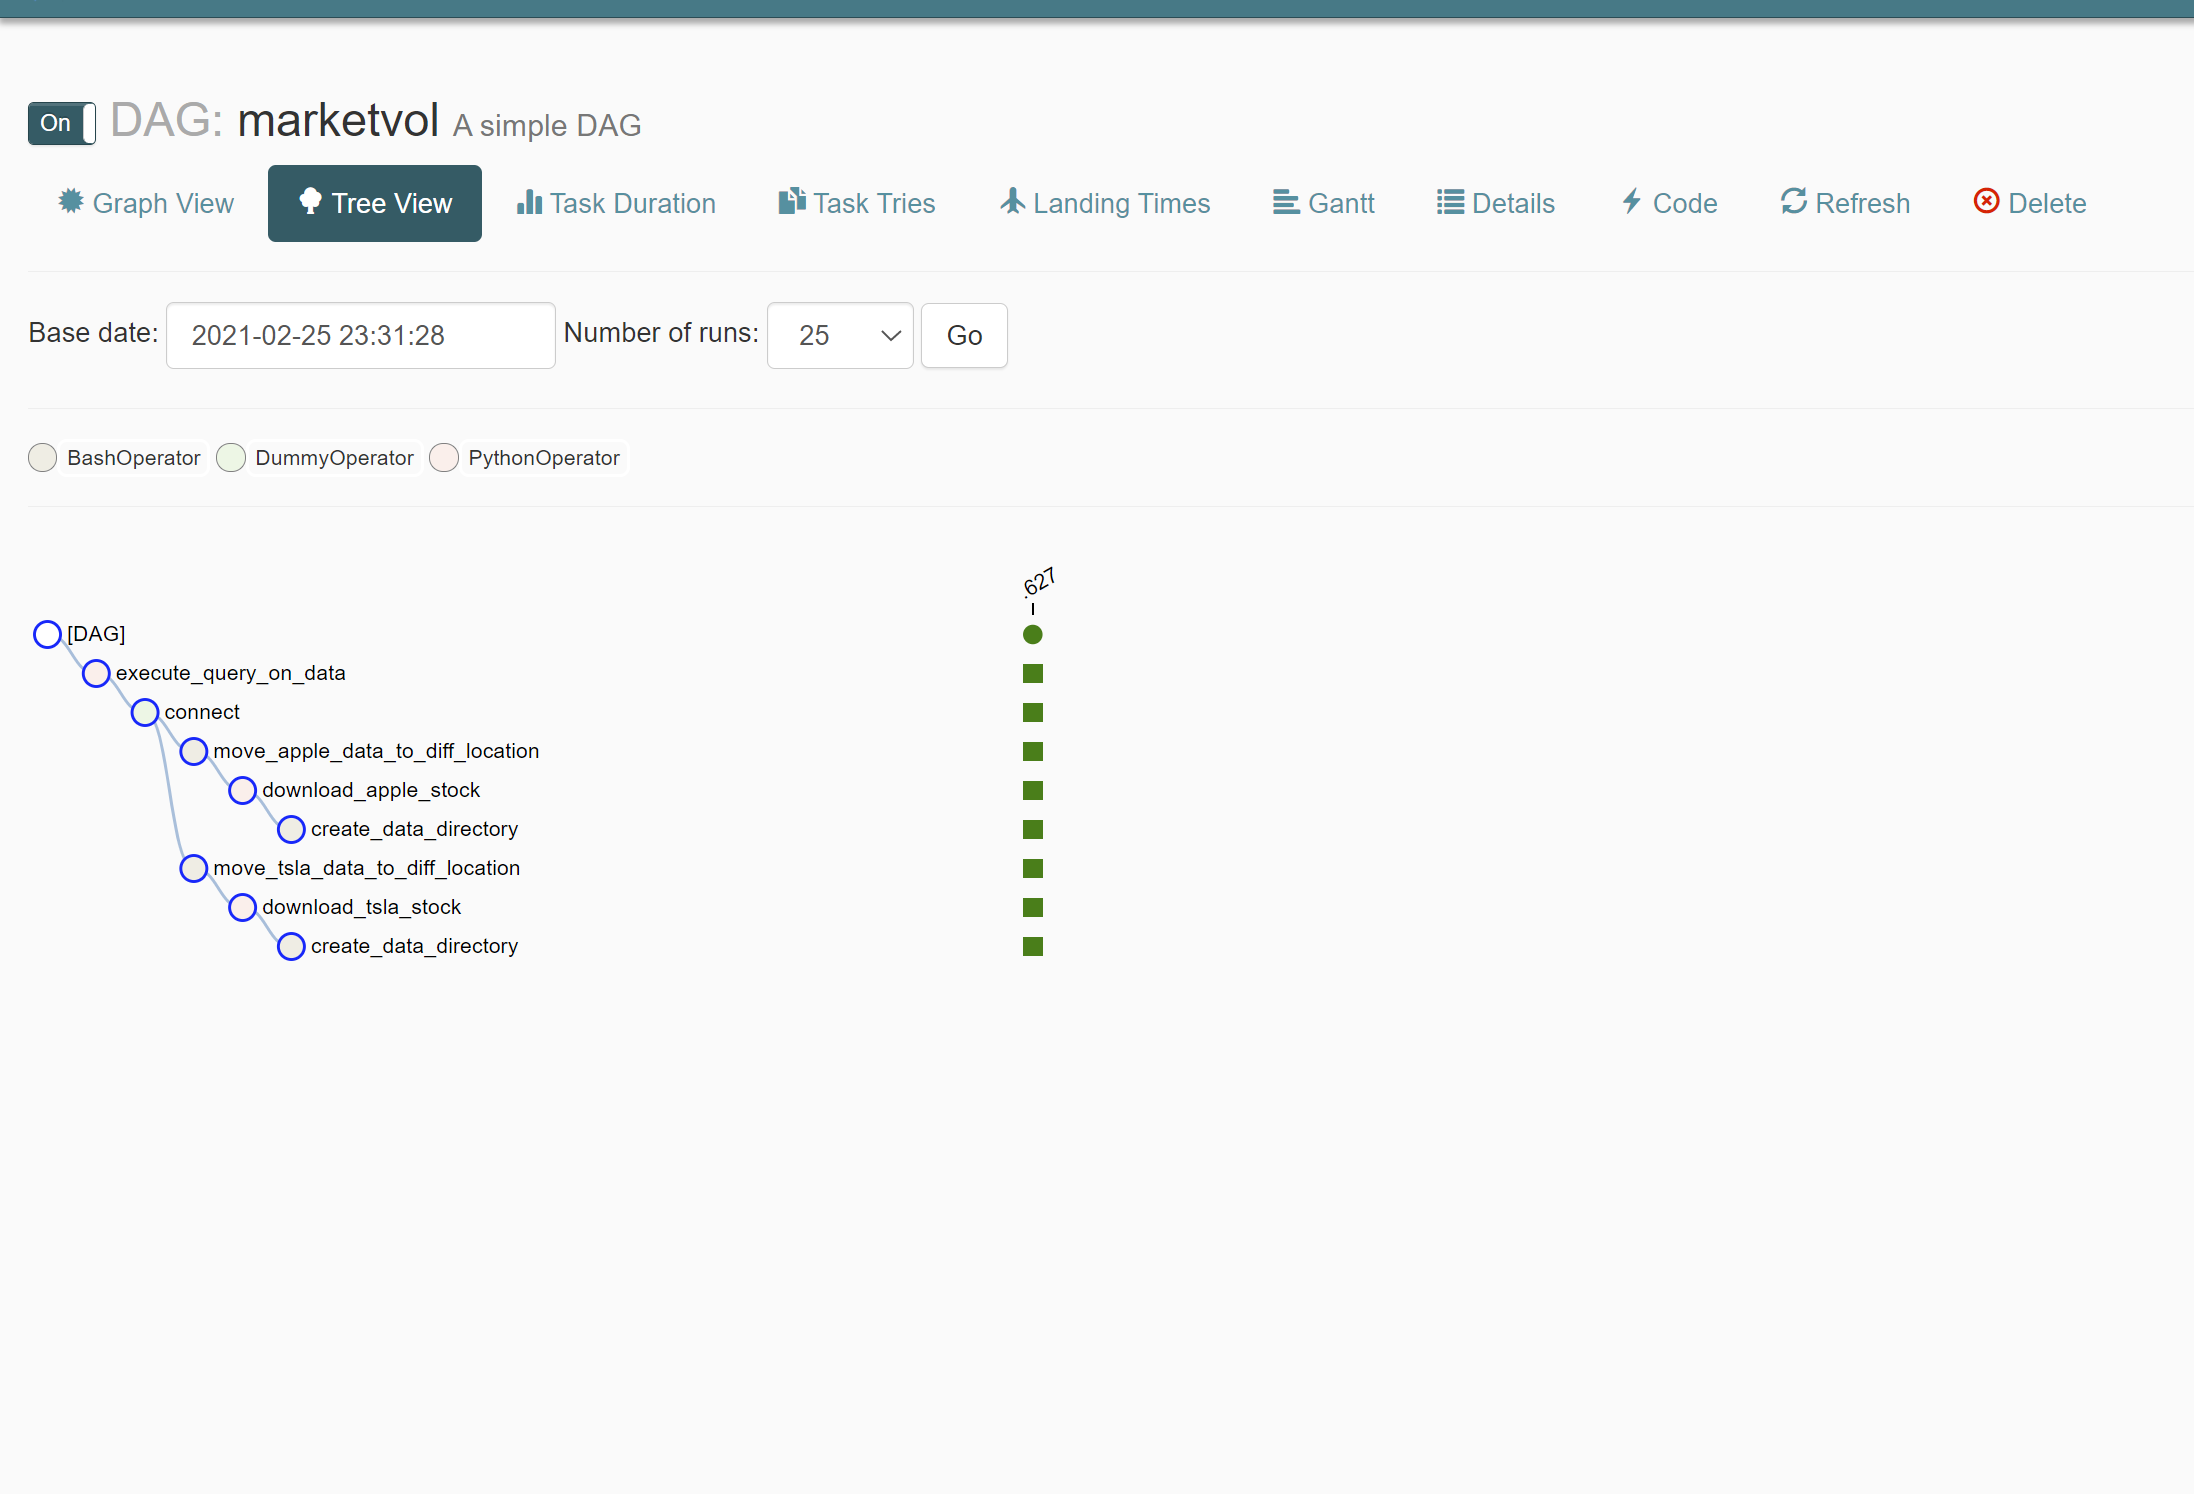 On DAG: marketvol A simple DAG
Graph View Tree View Task Duration Task Tries Landing Times Gantt Details Code Refresh Delete
Base date: 2021-02-25 23:31:28 Number of runs: 25 Go
BashOperator DummyOperator PythonOperator
.627
[DAG]
execute_query_on_data
connect
move_apple_data_to_diff_location
download_apple_stock
create_data_directory
move_tsla_data_to_diff_location
download_tsla_stock
create_data_directory